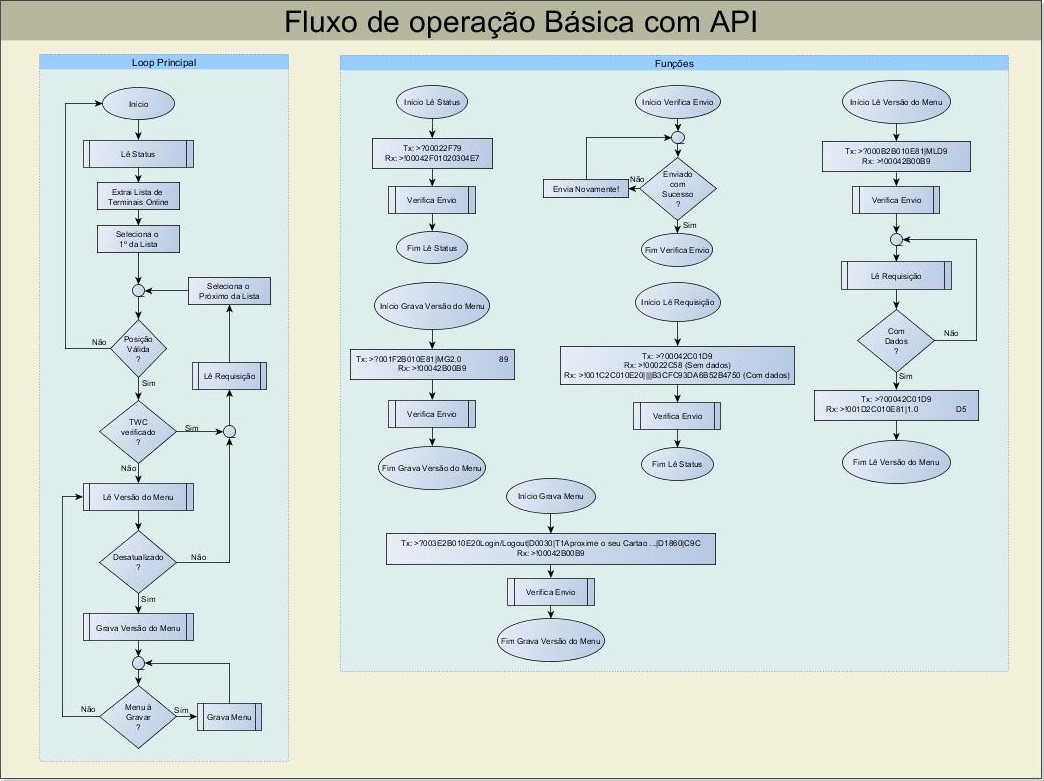 Fluxo de operação Básica com API
Loop Principal
Início
Lê Status
Extrai Lista de
Terminais Online
Seleciona o
1º da Lista
Seleciona o
Próximo da Lista
Não
Posição
Válida
?
Sim
Lê Requisição
TWC
verificado
?
Sim
Não
Lê Versão do Menu
Desatualizado
?
Não
Sim
Grava Versão do Menu
Não
Menu à
Gravar
?
Sim
Grava Menu
Funções
Início Lê Status
Tx: >?00022F79
Rx: >!00042F01020304E7
Verifica Envio
Fim Lê Status
Início Verifica Envio
Envia Novamente!
Não
Enviado
com
Sucesso
?
Sim
Fim Verifica Envio
Início Lê Versão do Menu
Tx: >?000B2B010E81|MLD9
Rx: >!00042B00B9
Verifica Envio
Lê Requisição
Com
Dados
?
Não
Sim
Tx: >?00042C01D9
Rx: >!001D2C010E81|1.0 D5
Fim Lê Versão do Menu
Início Grava Versão do Menu
Tx: >?001F2B010E81|MG2.0 89
Rx: >!00042B00B9
Verifica Envio
Fim Grava Versão do Menu
Início Lê Requisição
Tx: >?00042C01D9
Rx: >!00022C58 (Sem dados)
Rx: >!001C2C010E20||||B3CFC93DA6B52B4750 (Com dados)
Verifica Envio
Fim Lê Status
Início Grava Menu
Tx: >?003E2B010E20Login/Logout|D0030|T1Aproxime o seu Cartao ...|D1860|C9C
Rx: >!00042B00B9
Verifica Envio
Fim Grava Versão do Menu